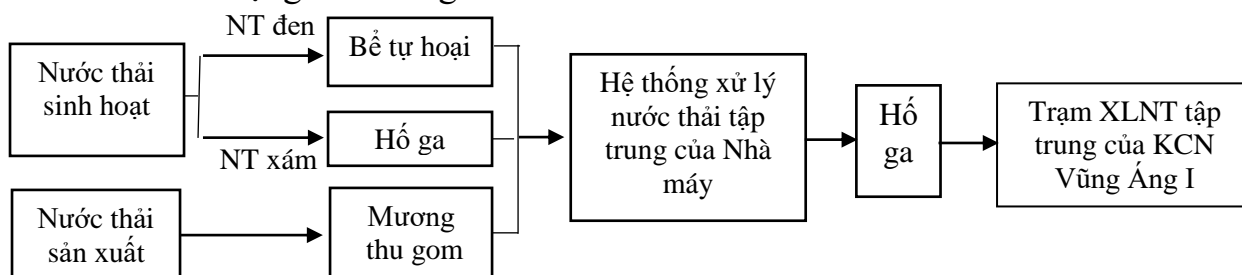 NT đen
Bể tự hoại
Nước thải
sinh hoạt
Hố ga
NT xám
Nước thải
sản xuất
Mương
thu gom
Hệ thống xử lý
nước thải tập
trung của Nhà
máy
Hố
ga
Trạm XLNT tập
trung của KCN
Vũng Áng I